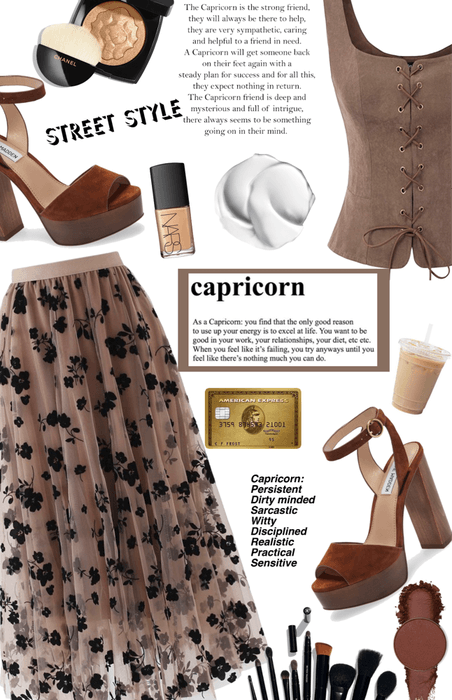 The Capricorn is the strong friend,
they will always be there to help,
they are very sympathetic, caring
and helpful to a friend in need.
A Capricorn will get someone back
on their feet again with a
steady plan for success and for all this,
they expect nothing in return.
The Capricorn friend is deep and
mysterious and full of intrigue,
there always seems to be something
going on in their mind.
CHANEL
STREET STYLE
MADDEN
NARS
capricorn
As a Capricorn: you find that the only good reason
to use up your energy is to excel at life. You want to be
good in your work, your relationships, your diet, etc etc.
When you feel like it's failing, you try anyways until you
feel like there's nothing much you can do.
AMERICAN EXPRESS
C F FROST
Capricorn:
Persistent
Dirty minded
Sarcastic
Witty
Disciplined
Realistic
Practical
Sensitive